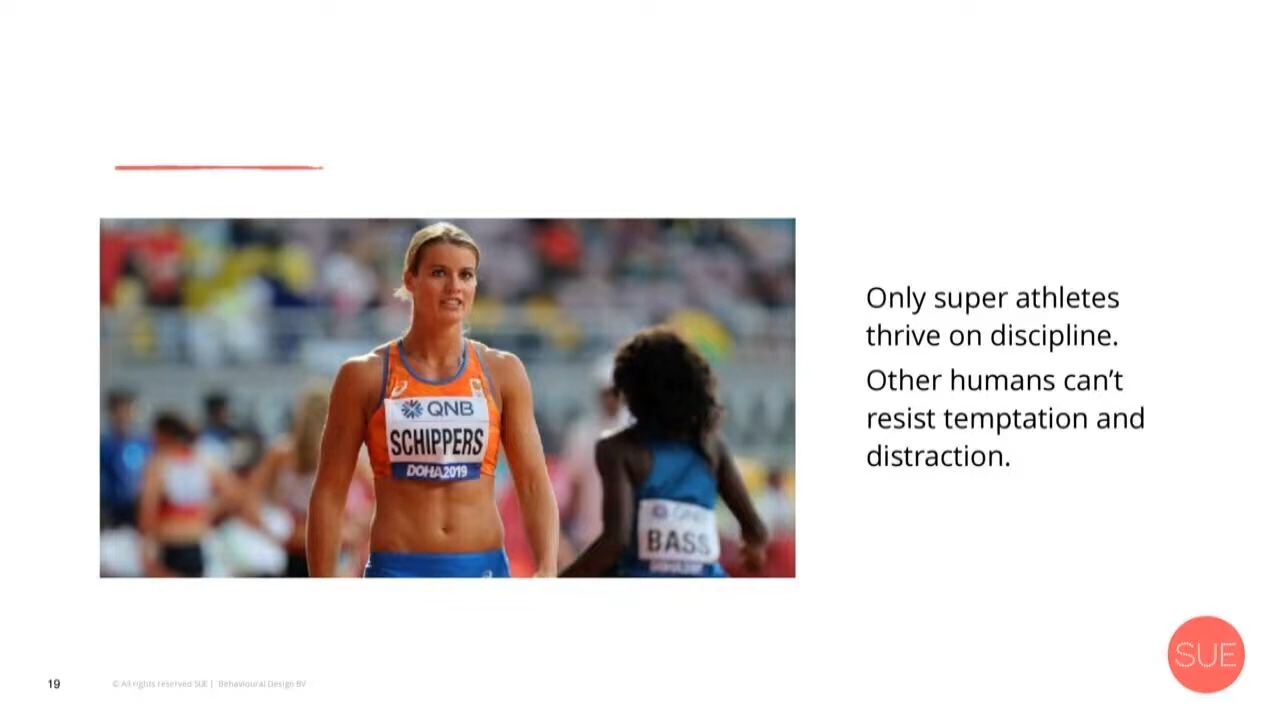 QNB
SCHIPPERS
DOHA2019
QNB
BASS
Only super athletes
thrive on discipline.
Other humans can’t
resist temptation and
distraction.
SUE
19
© All rights reserved SUE | Behavioural Design BV